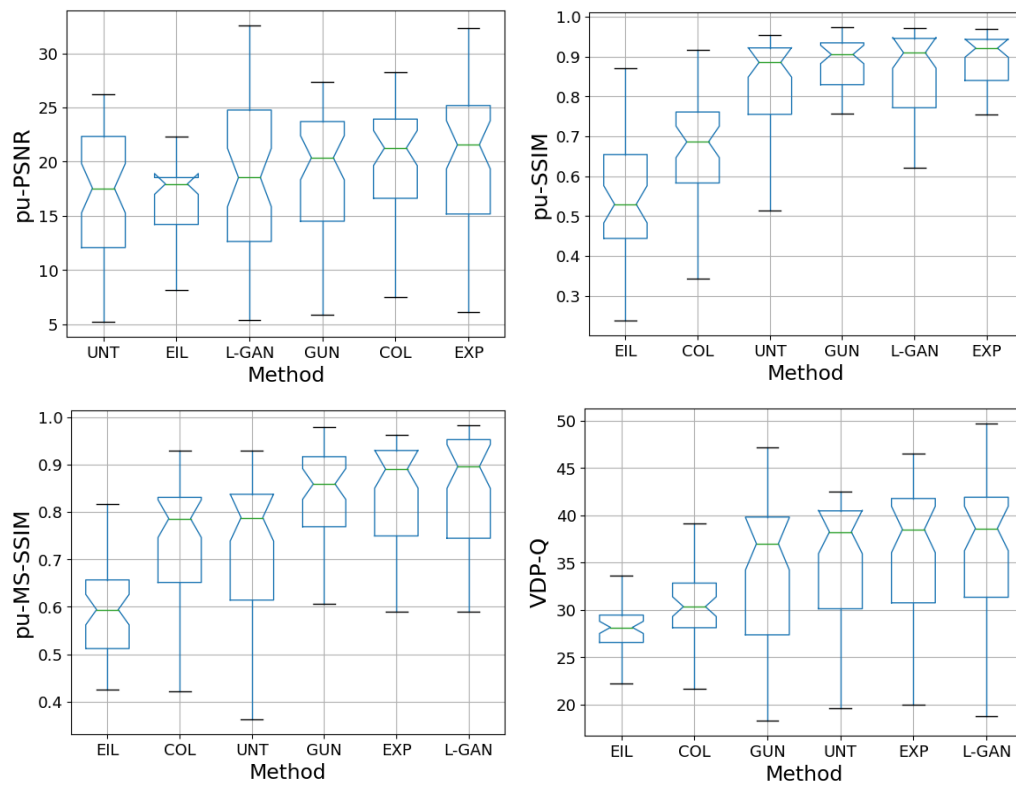 pu-PSNR
30
25
20
15
10
5
UNT EIL L-GAN GUN COL EXP
Method
pu-SSIM
1.0
0.9
0.8
0.7
0.6
0.5
0.4
0.3
EIL COL UNT GUN L-GAN EXP
Method
pu-MS-SSIM
1.0
0.9
0.8
0.7
0.6
0.5
0.4
EIL COL UNT GUN EXP L-GAN
Method
VDP-Q
50
45
40
35
30
25
20
EIL COL GUN UNT EXP L-GAN
Method